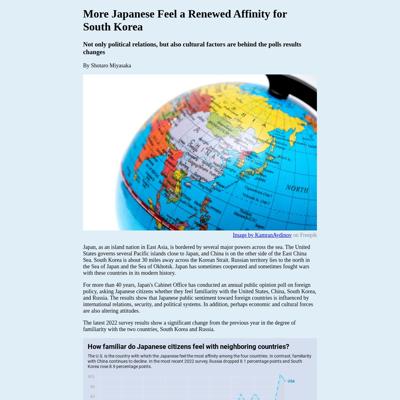 More Japanese Feel a Renewed Affinity for
South Korea
Not only political relations, but also cultural factors are behind the polls results
changes
By Shotaro Miyasaka
NORTH
Image by KamranAydinov on Freepik
Japan, as an island nation in East Asia, is bordered by several major powers across the sea. The United
States governs several Pacific islands close to Japan, and China is on the other side of the East China
Sea. South Korea is about 30 miles away across the Korean Strait. Russian territory lies to the north in
the Sea of Japan and the Sea of Okhotsk. Japan has sometimes cooperated and sometimes fought wars
with these countries in its modern history.
For more than 40 years, Japan's Cabinet Office has conducted an annual public opinion poll on foreign
policy, asking Japanese citizens whether they feel familiarity with the United States, China, South Korea,
and Russia. The results show that Japanese public sentiment toward foreign countries is influenced by
international relations, security, and political systems. In addition, perhaps economic and cultural forces
are also altering attitudes.
The latest 2022 survey results show a significant change from the previous year in the degree of
familiarity with the two countries, South Korea and Russia.
How familiar do Japanese citizens feel with neighboring countries?
The U.S. is the country with which the Japanese feel the most affinity among the four countries. In contrast, familiarity
with China continues to decline. In the most recent 2022 survey, Russia dropped 8.1 percentage points and South
Korea rose 8.9 percentage points.
USA